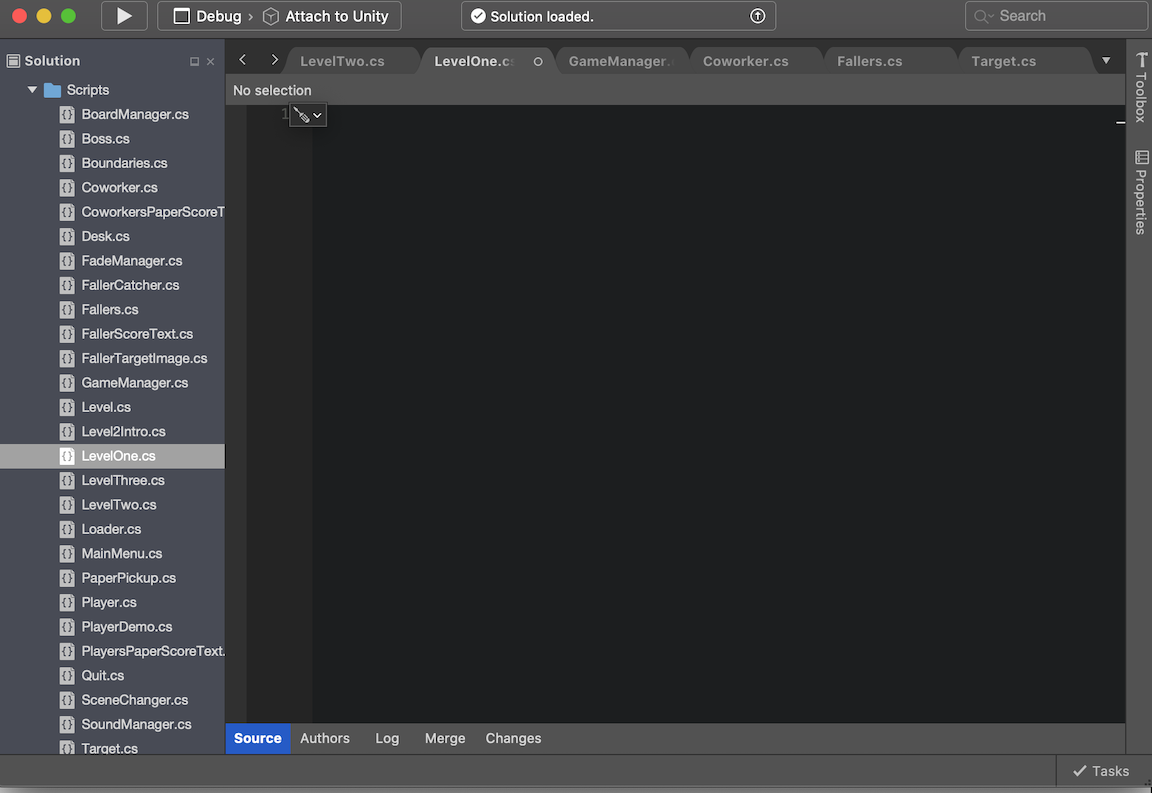 Debug › Attach to Unity
Solution loaded.
Search
Solution
LevelTwo.cs
LevelOne.cs
GameManager.
Coworker.cs
Fallers.cs
Target.cs
No selection
1
Scripts
BoardManager.cs
Boss.cs
Boundaries.cs
Coworker.cs
CoworkersPaperScoreT
Desk.cs
FadeManager.cs
FallerCatcher.cs
Fallers.cs
FallerScoreText.cs
FallerTargetImage.cs
GameManager.cs
Level.cs
Level2Intro.cs
LevelOne.cs
LevelThree.cs
LevelTwo.cs
Loader.cs
MainMenu.cs
PaperPickup.cs
Player.cs
PlayerDemo.cs
PlayersPaperScoreText.
Quit.cs
SceneChanger.cs
SoundManager.cs
Target.cs
Toolbox
Properties
Source
Authors
Log
Merge
Changes
Tasks